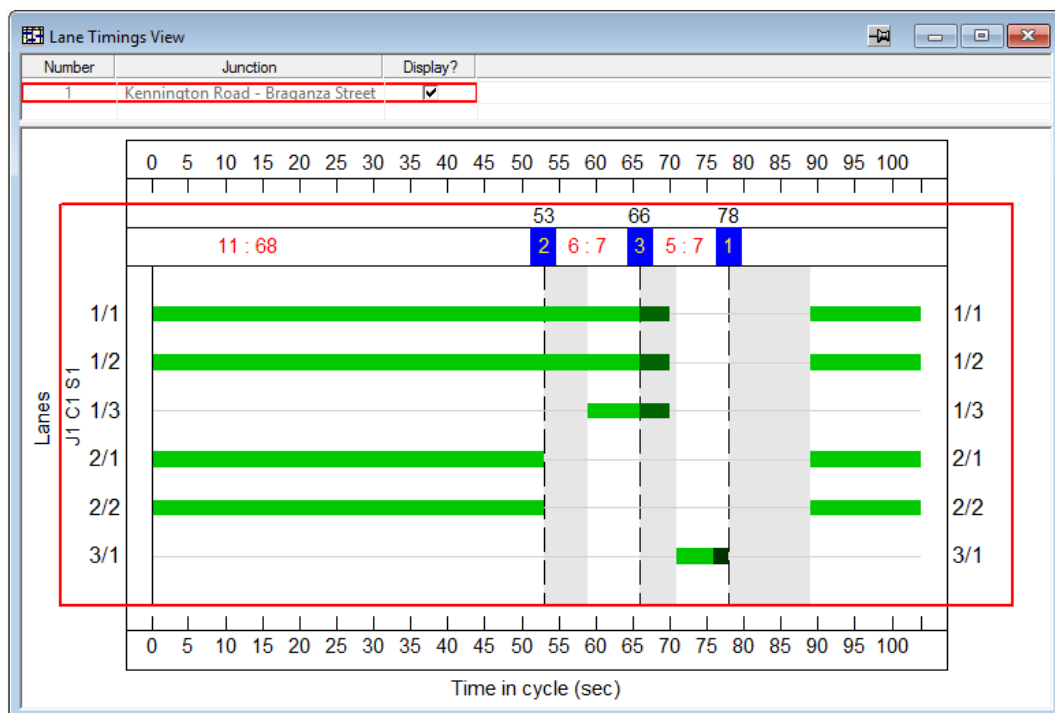 Lane Timings View
Number Junction Display?
1 Kennington Road - Braganza Street
0 5 10 15 20 25 30 35 40 45 50 55 60 65 70 75 80 85 90 95 100
53 66 78
11 : 68 2 6 : 7 3 5 : 7 1
1/1 1/1
1/2 1/2
1/3 1/3
2/1 2/1
2/2 2/2
3/1 3/1
Lanes
J1 C1 S1
0 5 10 15 20 25 30 35 40 45 50 55 60 65 70 75 80 85 90 95 100
Time in cycle (sec)